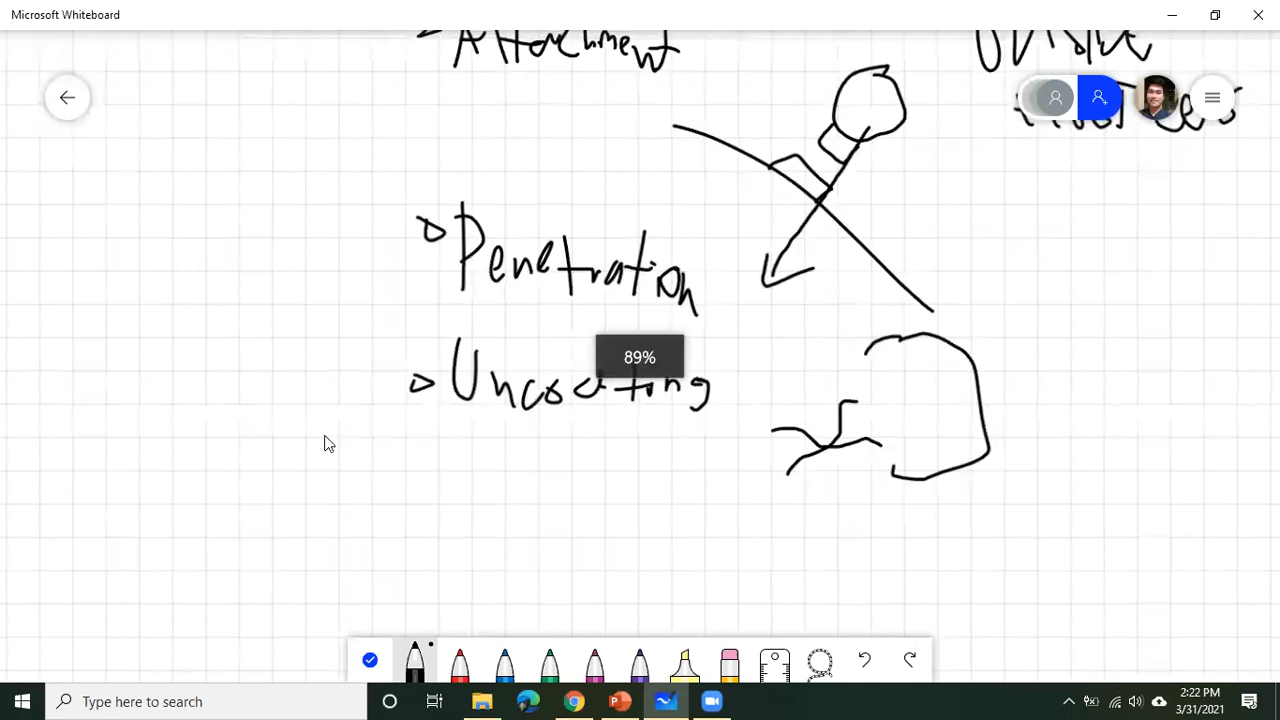 Microsoft Whiteboard
Attachment
Penetration
89%
Uncoating
Type here to search
2:22 PM
3/31/2021